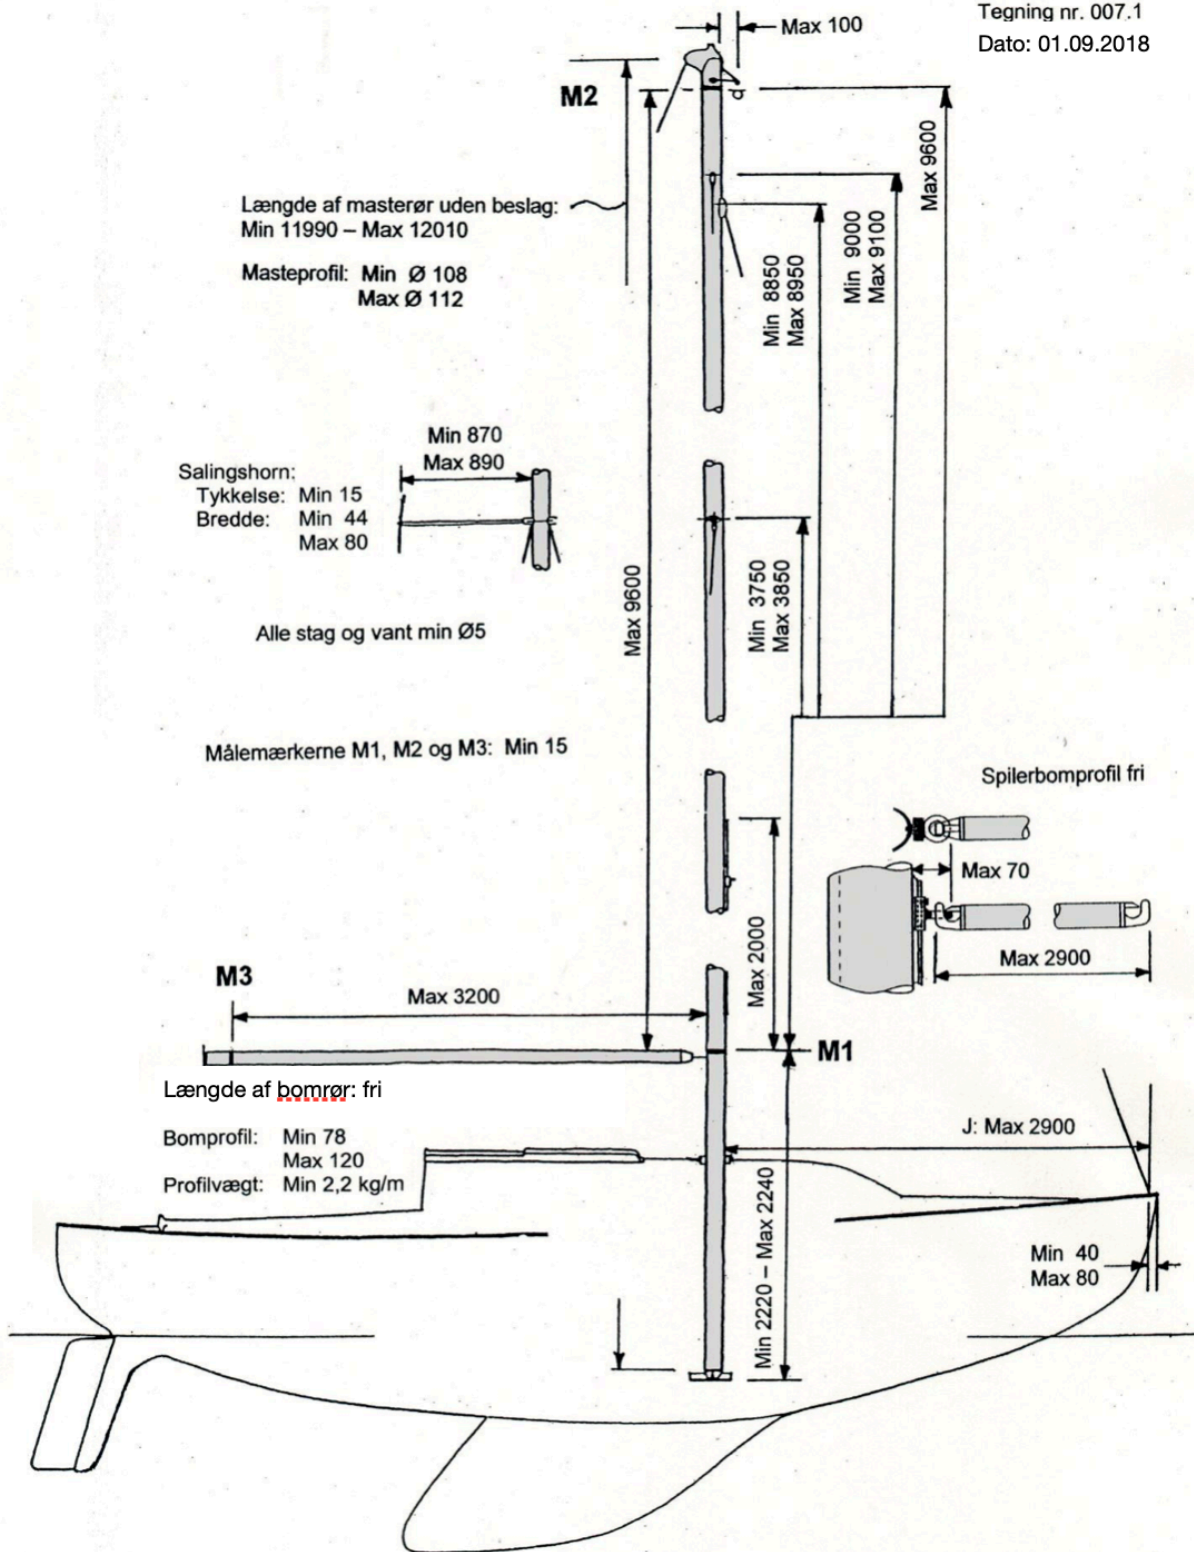 Tegning nr. 007.1
Dato: 01.09.2018
Max 100
M2
Max 9600
Længde af masterør uden beslag:
Min 11990 – Max 12010
Masteprofil: Min Ø 108
Max Ø 112
Min 8850
Max 8950
Min 9000
Max 9100
Min 870
Max 890
Salingshorn:
Tykkelse: Min 15
Bredde: Min 44
Max 80
Max 9600
Min 3750
Max 3850
Alle stag og vant min Ø5
Målemærkerne M1, M2 og M3: Min 15
Spilerbomprofil fri
Max 70
Max 2900
Max 2000
M3
Max 3200
M1
Længde af bomrør: fri
Bomprofil: Min 78
Max 120
Profilvægt: Min 2,2 kg/m
J: Max 2900
Min 2220 – Max 2240
Min 40
Max 80